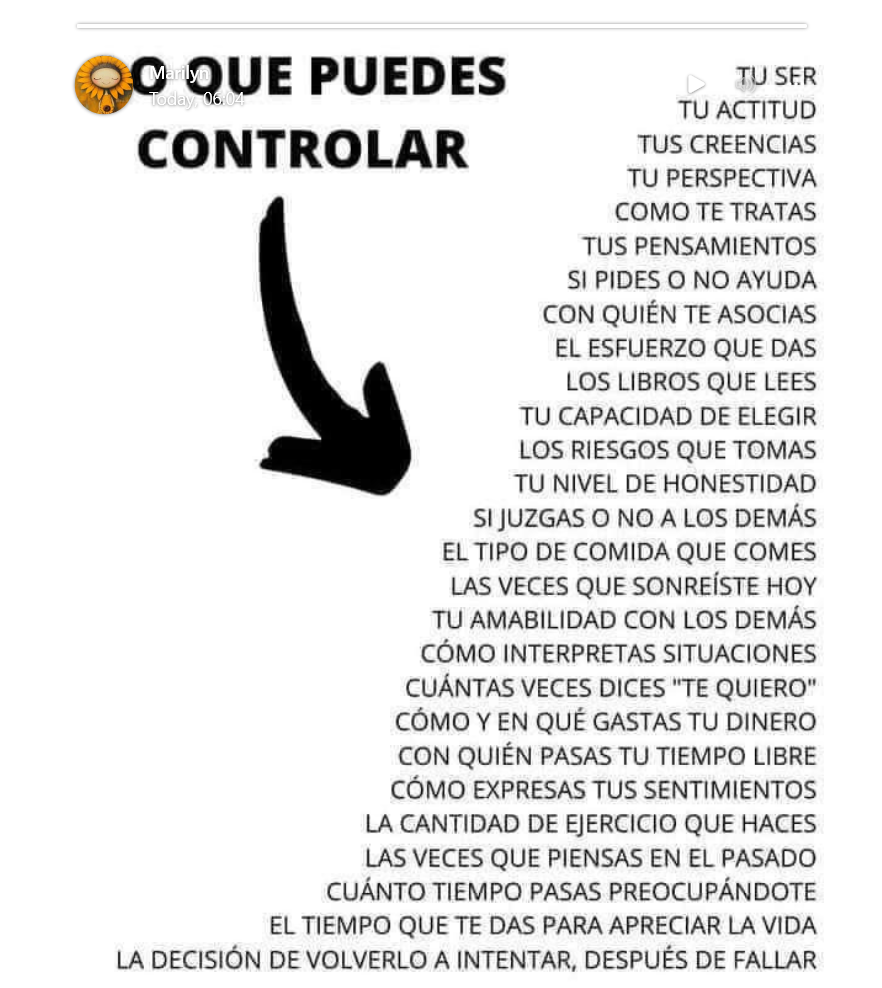 O QUE PUEDES
CONTROLAR
Marilyn
Today, 06:04
TU SER
TU ACTITUD
TUS CREENCIAS
TU PERSPECTIVA
COMO TE TRATAS
TUS PENSAMIENTOS
SI PIDES O NO AYUDA
CON QUIÉN TE ASOCIAS
EL ESFUERZO QUE DAS
LOS LIBROS QUE LEES
TU CAPACIDAD DE ELEGIR
LOS RIESGOS QUE TOMAS
TU NIVEL DE HONESTIDAD
SI JUZGAS O NO A LOS DEMÁS
EL TIPO DE COMIDA QUE COMES
LAS VECES QUE SONREÍSTE HOY
TU AMABILIDAD CON LOS DEMÁS
CÓMO INTERPRETAS SITUACIONES
CUÁNTAS VECES DICES "TE QUIERO"
CÓMO Y EN QUÉ GASTAS TU DINERO
CON QUIÉN PASAS TU TIEMPO LIBRE
CÓMO EXPRESAS TUS SENTIMIENTOS
LA CANTIDAD DE EJERCICIO QUE HACES
LAS VECES QUE PIENSAS EN EL PASADO
CUÁNTO TIEMPO PASAS PREOCUPÁNDOTE
EL TIEMPO QUE TE DAS PARA APRECIAR LA VIDA
LA DECISIÓN DE VOLVERLO A INTENTAR, DESPUÉS DE FALLAR